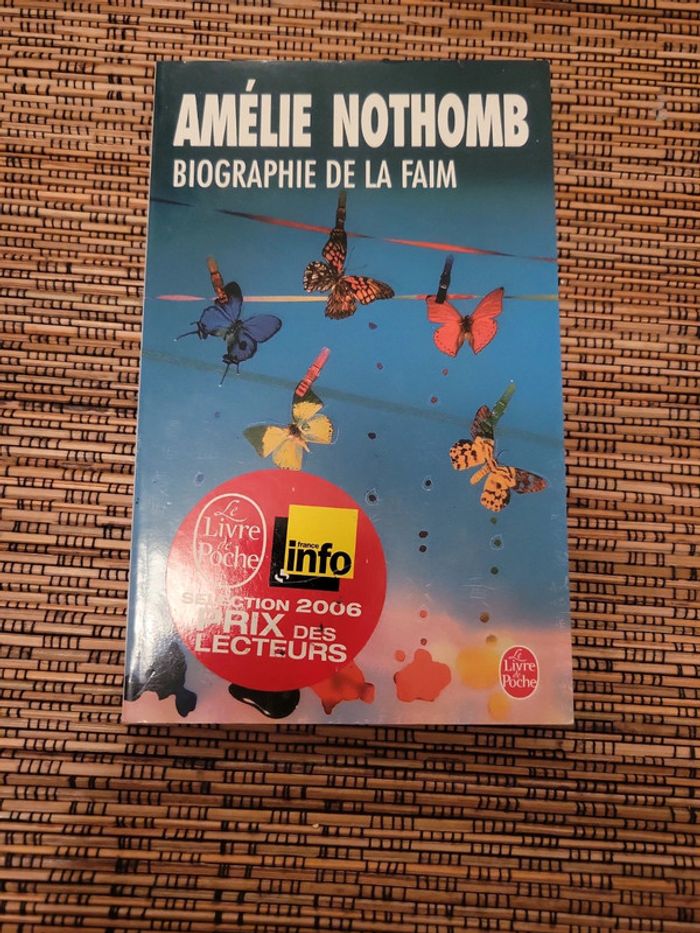 AMÉLIE NOTHOMB
BIOGRAPHIE DE LA FAIM
Le
Livre
de
Poche
france
info
SÉLECTION 2006
PRIX DES
LECTEURS
Le
Livre
de
Poche